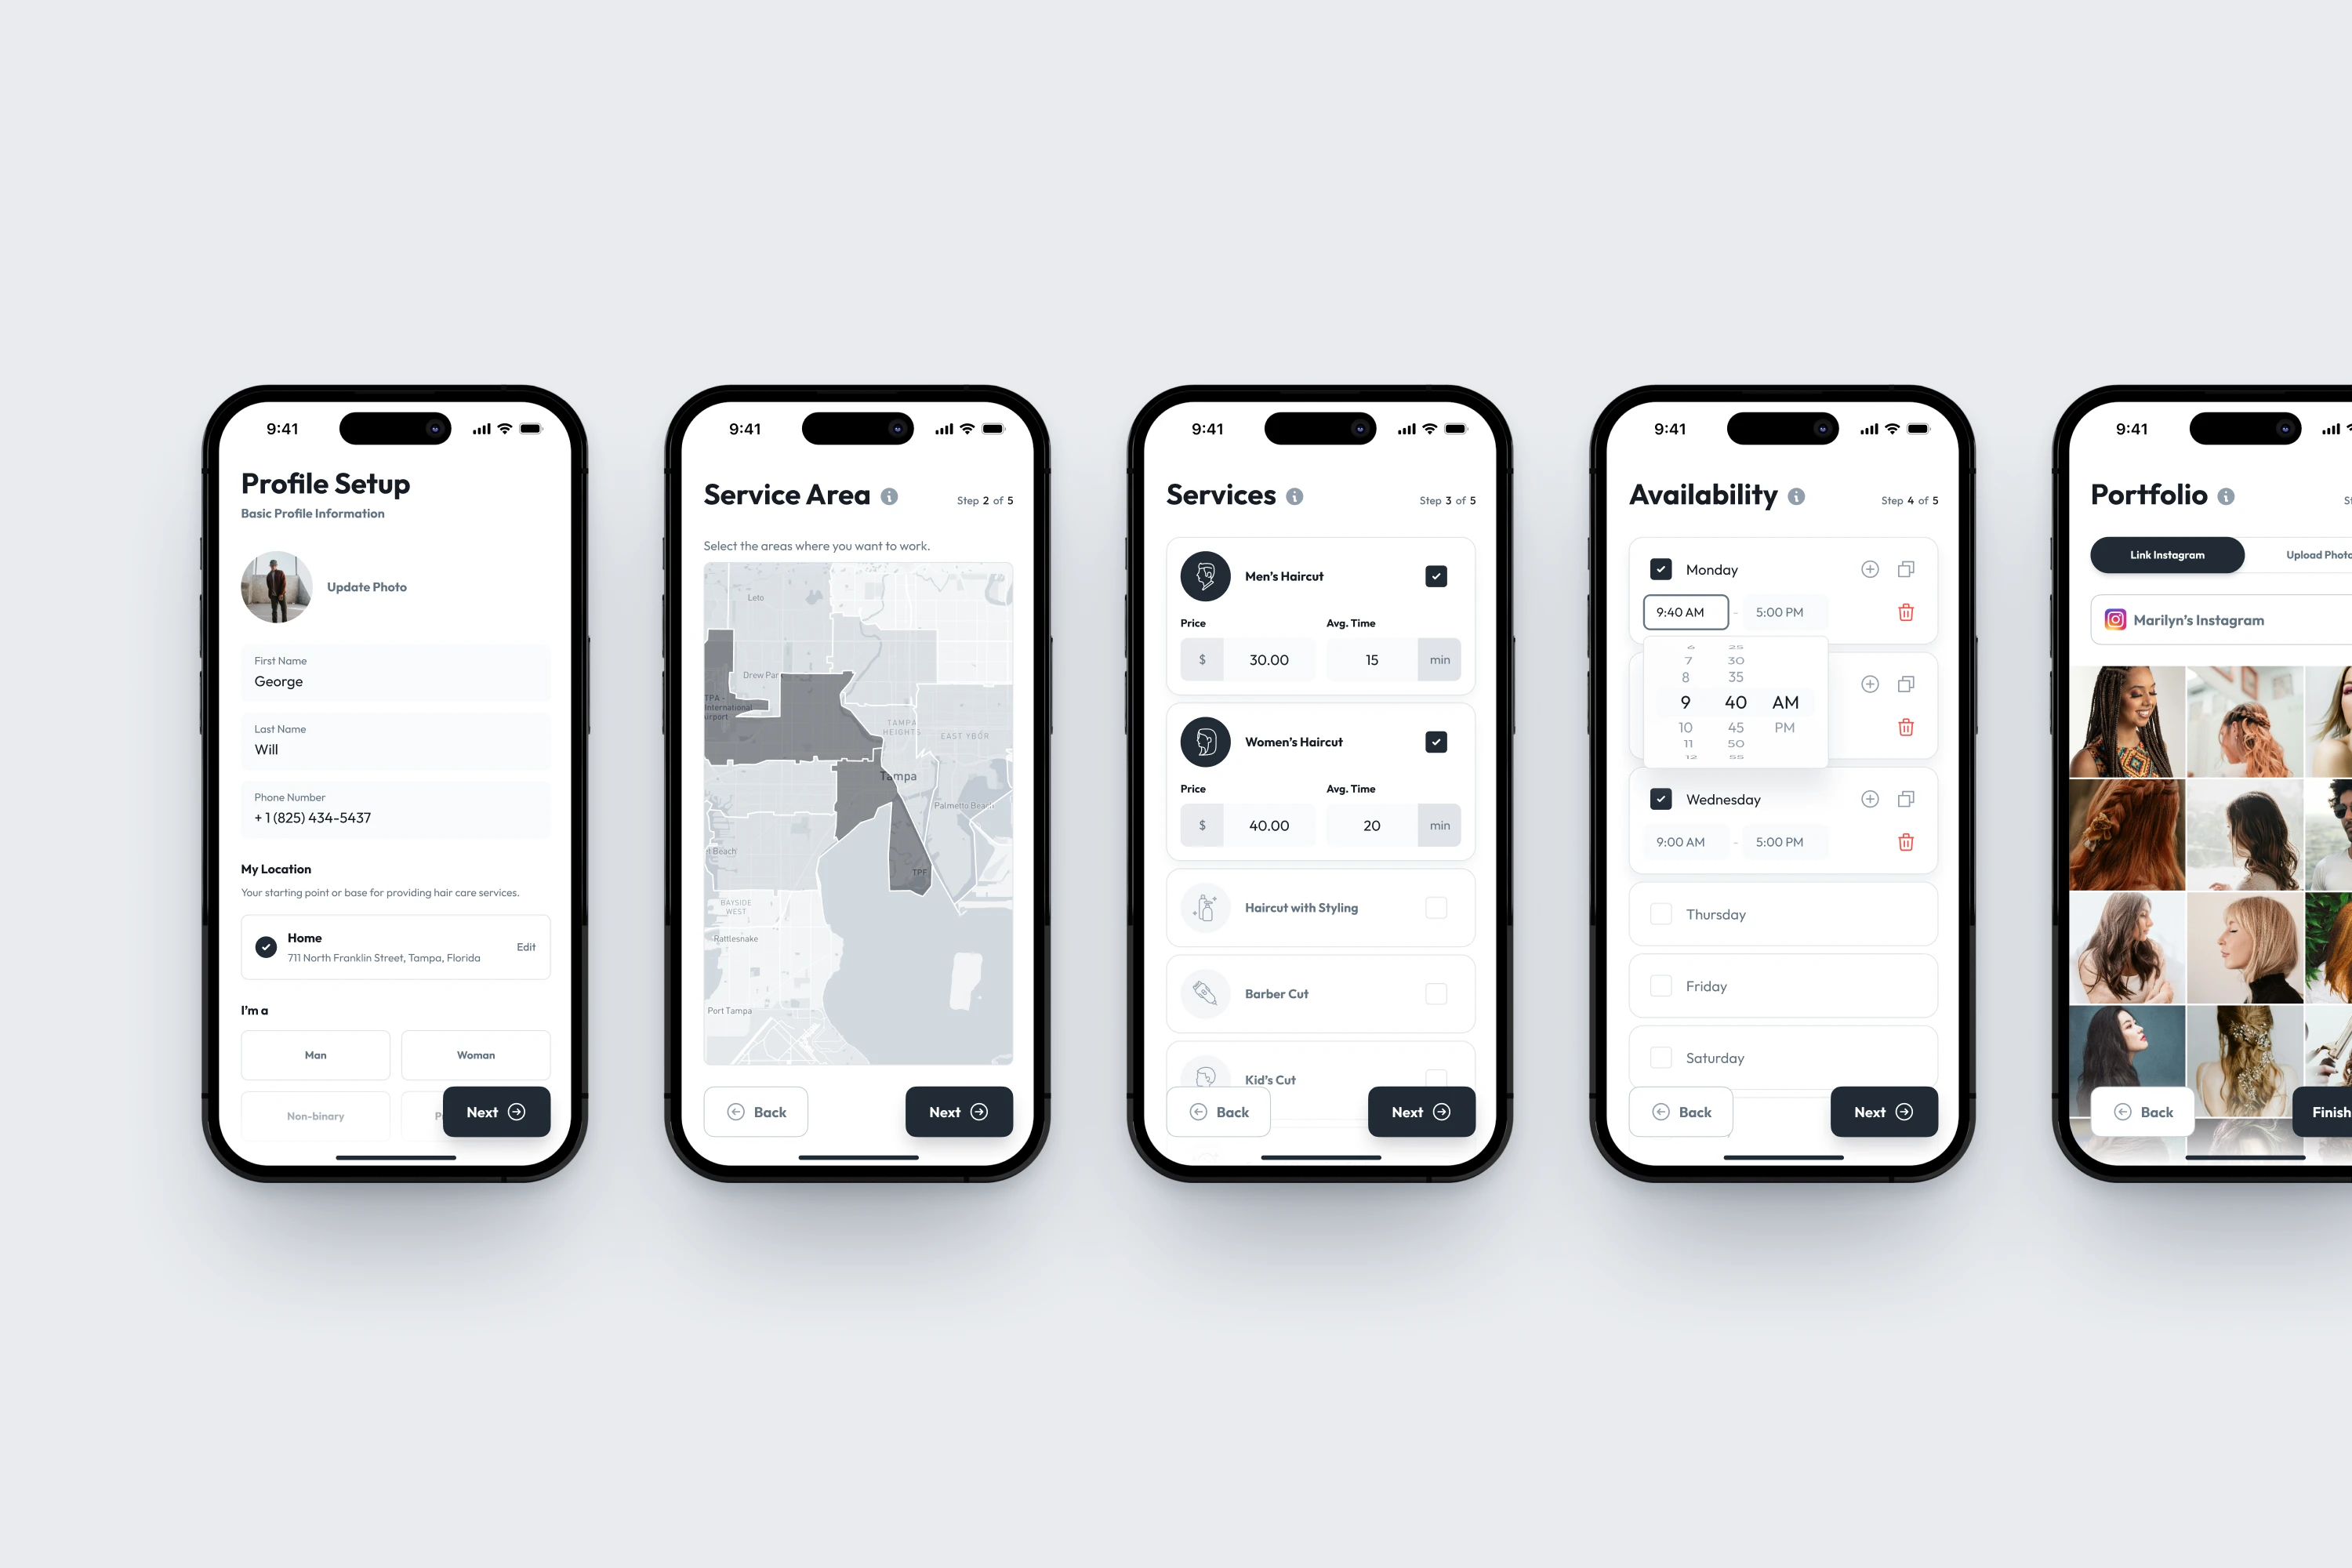 9:41
Profile Setup
Basic Profile Information
Update Photo
First Name
George
Last Name
Will
Phone Number
+ 1 (825) 434-5437
My Location
Your starting point or base for providing hair care services.
Home
711 North Franklin Street, Tampa, Florida
Edit
I'm a
Man
Woman
Non-binary
Next
9:41
Service Area
Step 2 of 5
Select the areas where you want to work.
Leto
Drew Par
TPA -
International
irport
TAMPA
HEIGHTS
EAST YBOR
Tampa
Palmetto Beach
t Beach
TPF
BAYSIDE
WEST
Rattlesnake
Port Tampa
Back
Next
9:41
Services
Step 3 of 5
Men's Haircut
Price
Avg. Time
$ 30.00
15 min
Women's Haircut
Price
Avg. Time
$ 40.00
20 min
Haircut with Styling
Barber Cut
Kid's Cut
Back
Next
9:41
Availability
Step 4 of 5
Monday
9:40 AM - 5:00 PM
6 25
7 30
8 35
9 40 AM
10 45 PM
11 50
12 55
Wednesday
9:00 AM - 5:00 PM
Thursday
Friday
Saturday
Back
Next
9:41
Portfolio
St
Link Instagram
Upload Photo
Marilyn's Instagram
Back
Finish